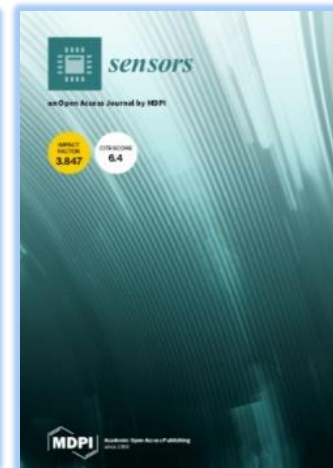 sensors
an Open Access Journal by MDPI
IMPACT
FACTOR
3.847
CITESCORE
6.4
MDPI
Academic Open Access Publishing
since 1996